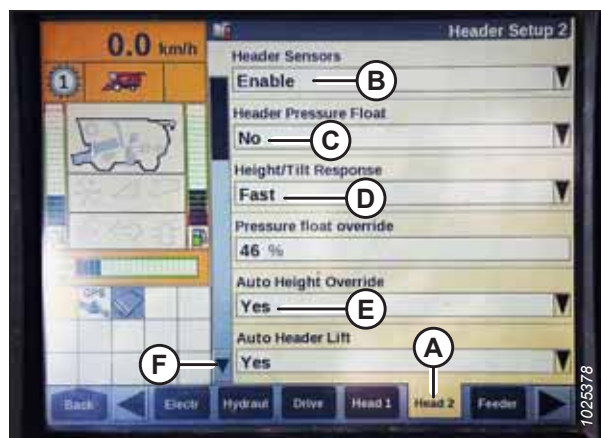 0.0 km/h
Header Setup 2
1
Header Sensors
Enable
B
Header Pressure Float
No
C
Height/Tilt Response
Fast
D
Pressure float override
46 %
Auto Height Override
Yes
E
Auto Header Lift
Yes
F
A
GPS
Back
Electr
Hydraul
Drive
Head 1
Head 2
Feeder
1025378